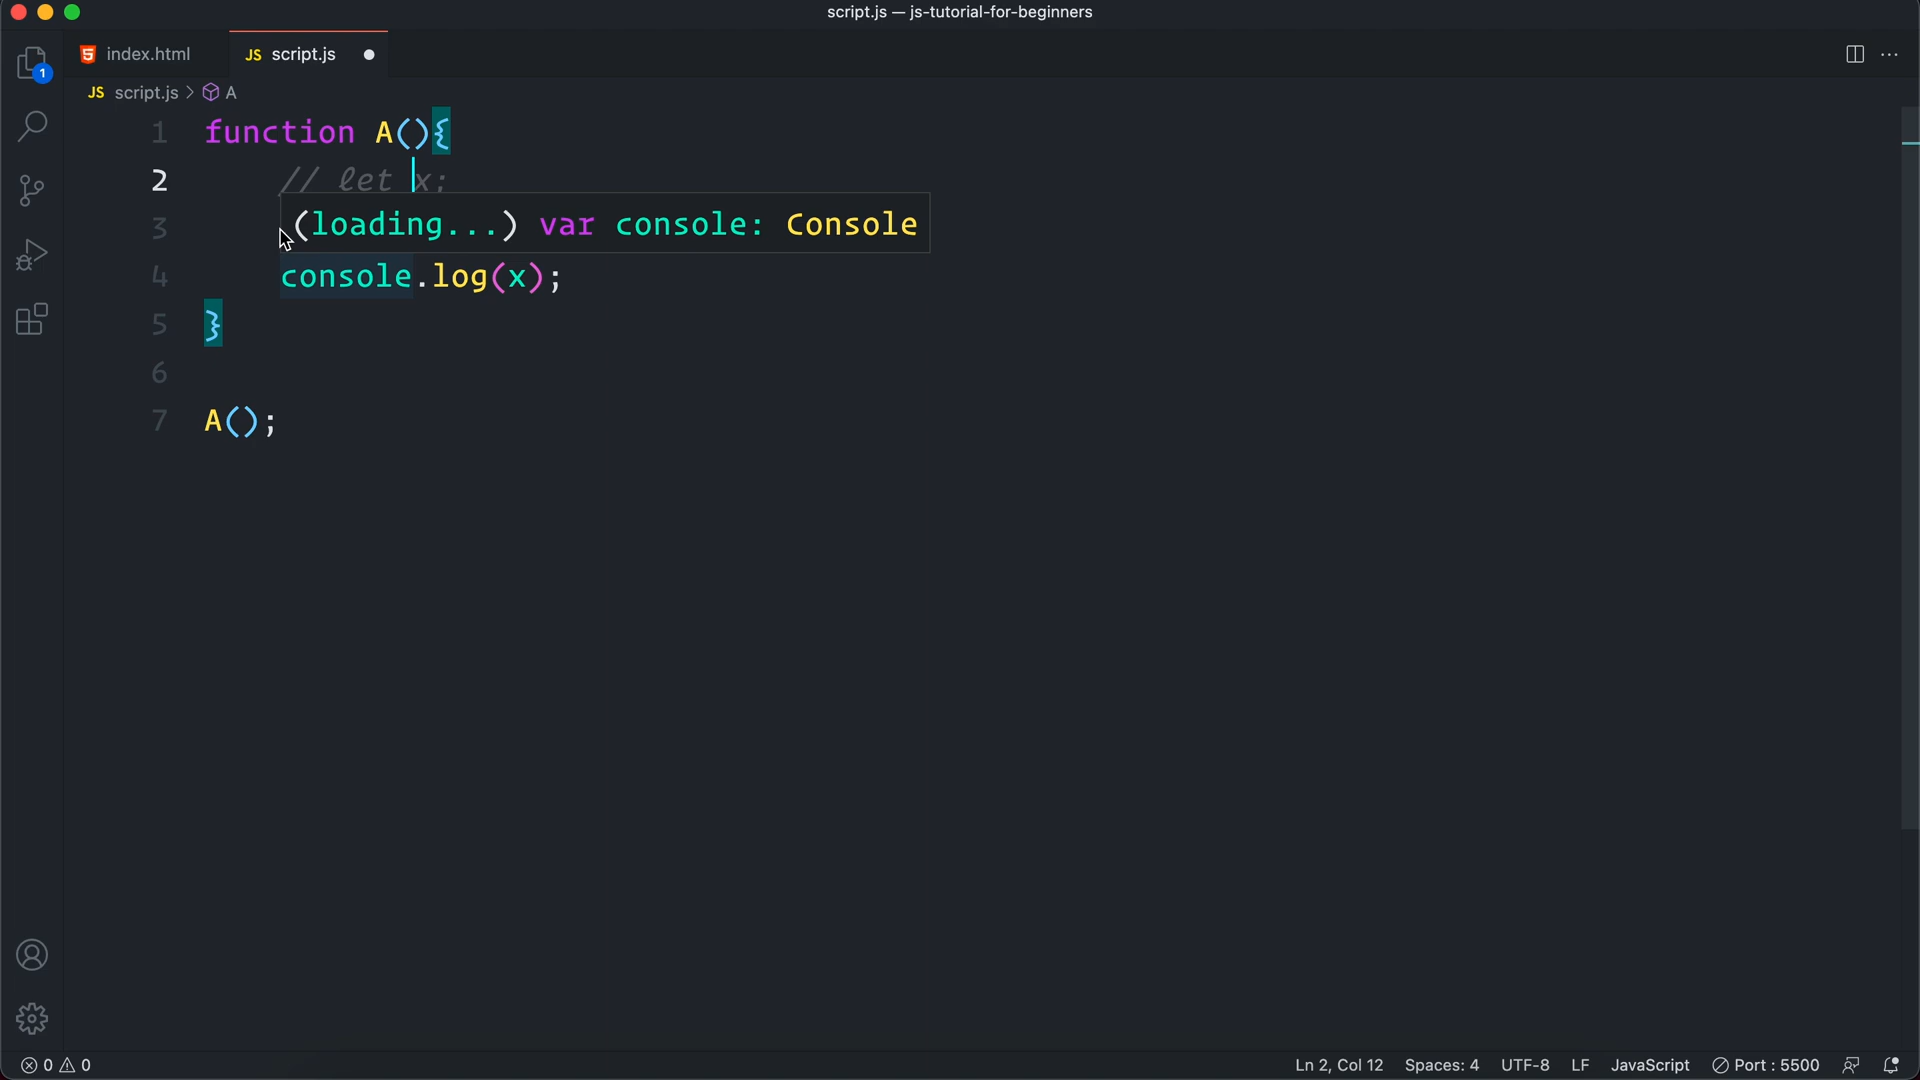 script.js — js-tutorial-for-beginners
index.html
JS script.js
JS script.js > A
1
1 function A(){
2 // let x;
3 (loading...) var console: Console
4 console.log(x);
5 }
6
7 A();
0 0
Ln 2, Col 12 Spaces: 4 UTF-8 LF JavaScript Port : 5500